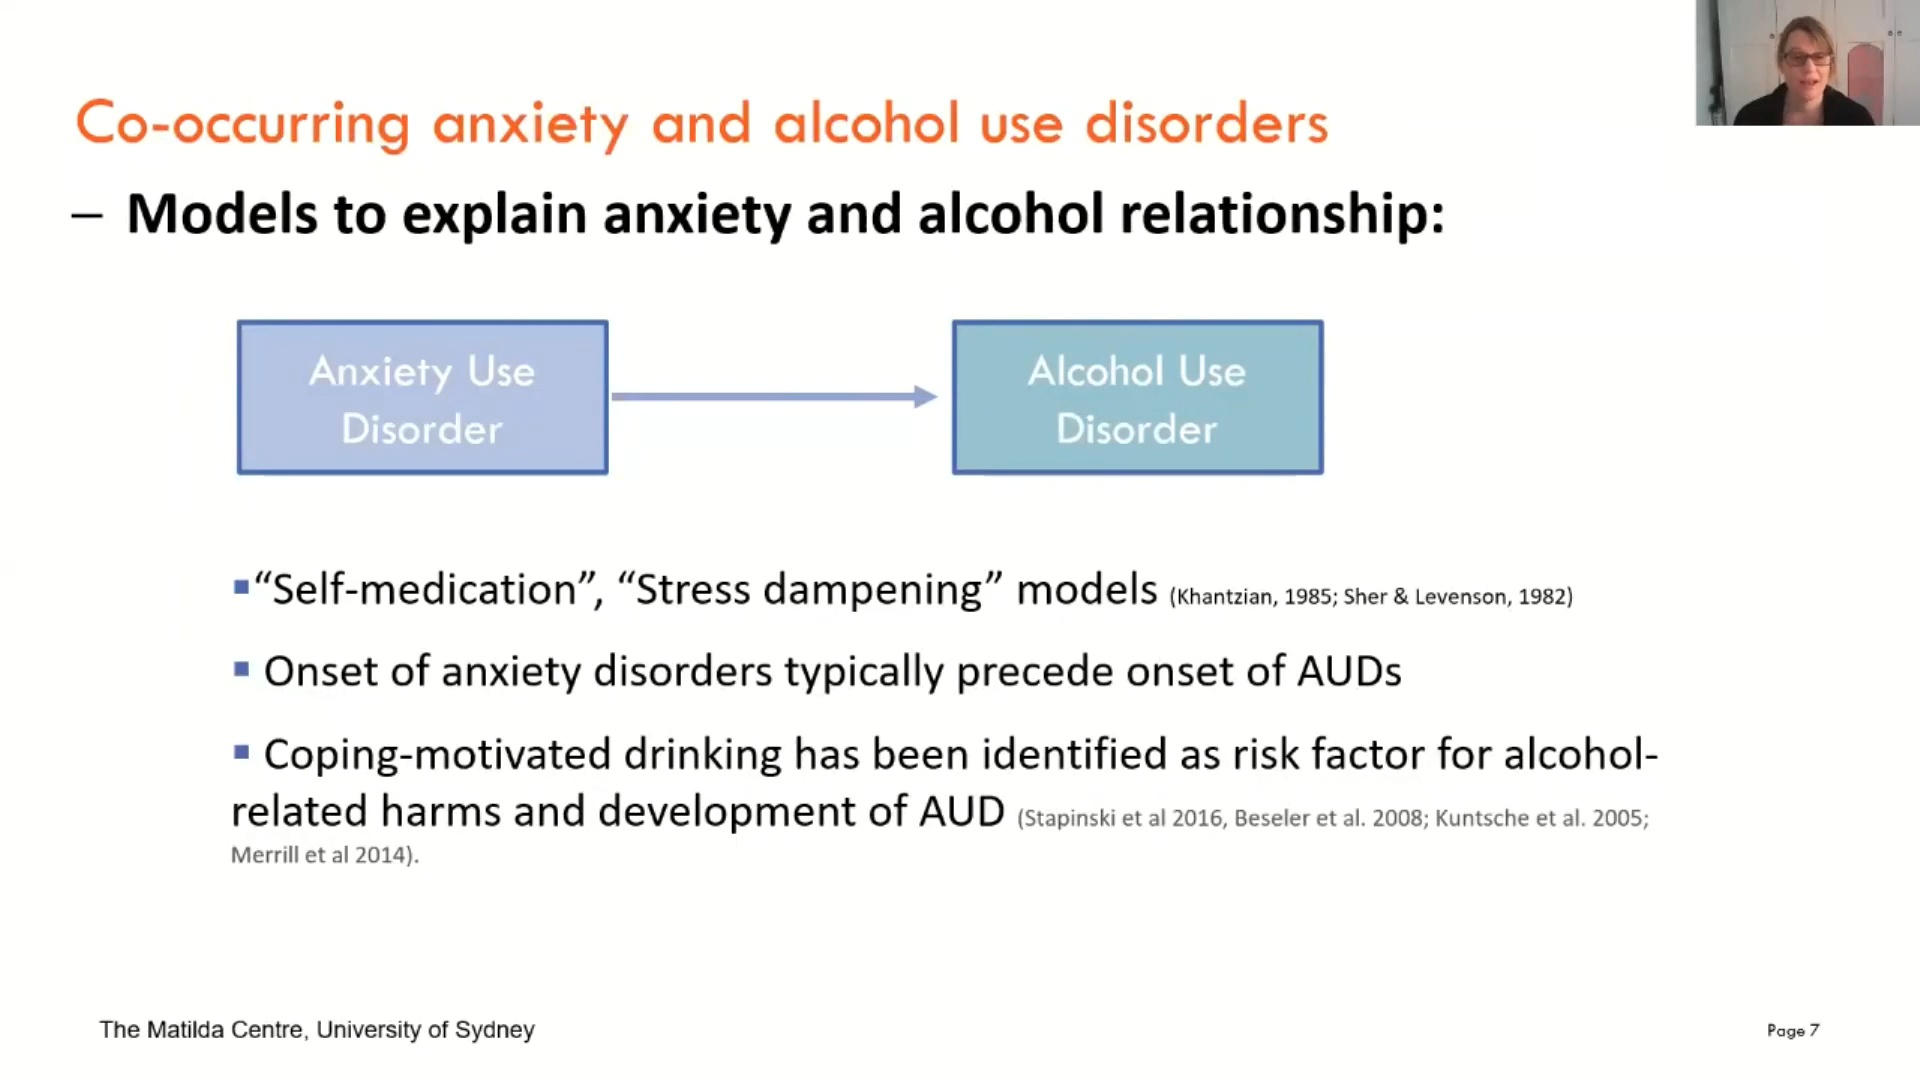 Co-occurring anxiety and alcohol use disorders
– Models to explain anxiety and alcohol relationship:
Anxiety Use
Disorder
Alcohol Use
Disorder
▪“Self-medication”, “Stress dampening” models (Khantzian, 1985; Sher & Levenson, 1982)
▪ Onset of anxiety disorders typically precede onset of AUDs
▪ Coping-motivated drinking has been identified as risk factor for alcohol-
related harms and development of AUD (Stapinski et al 2016, Beseler et al. 2008; Kuntsche et al. 2005;
Merrill et al 2014).
The Matilda Centre, University of Sydney
Page 7